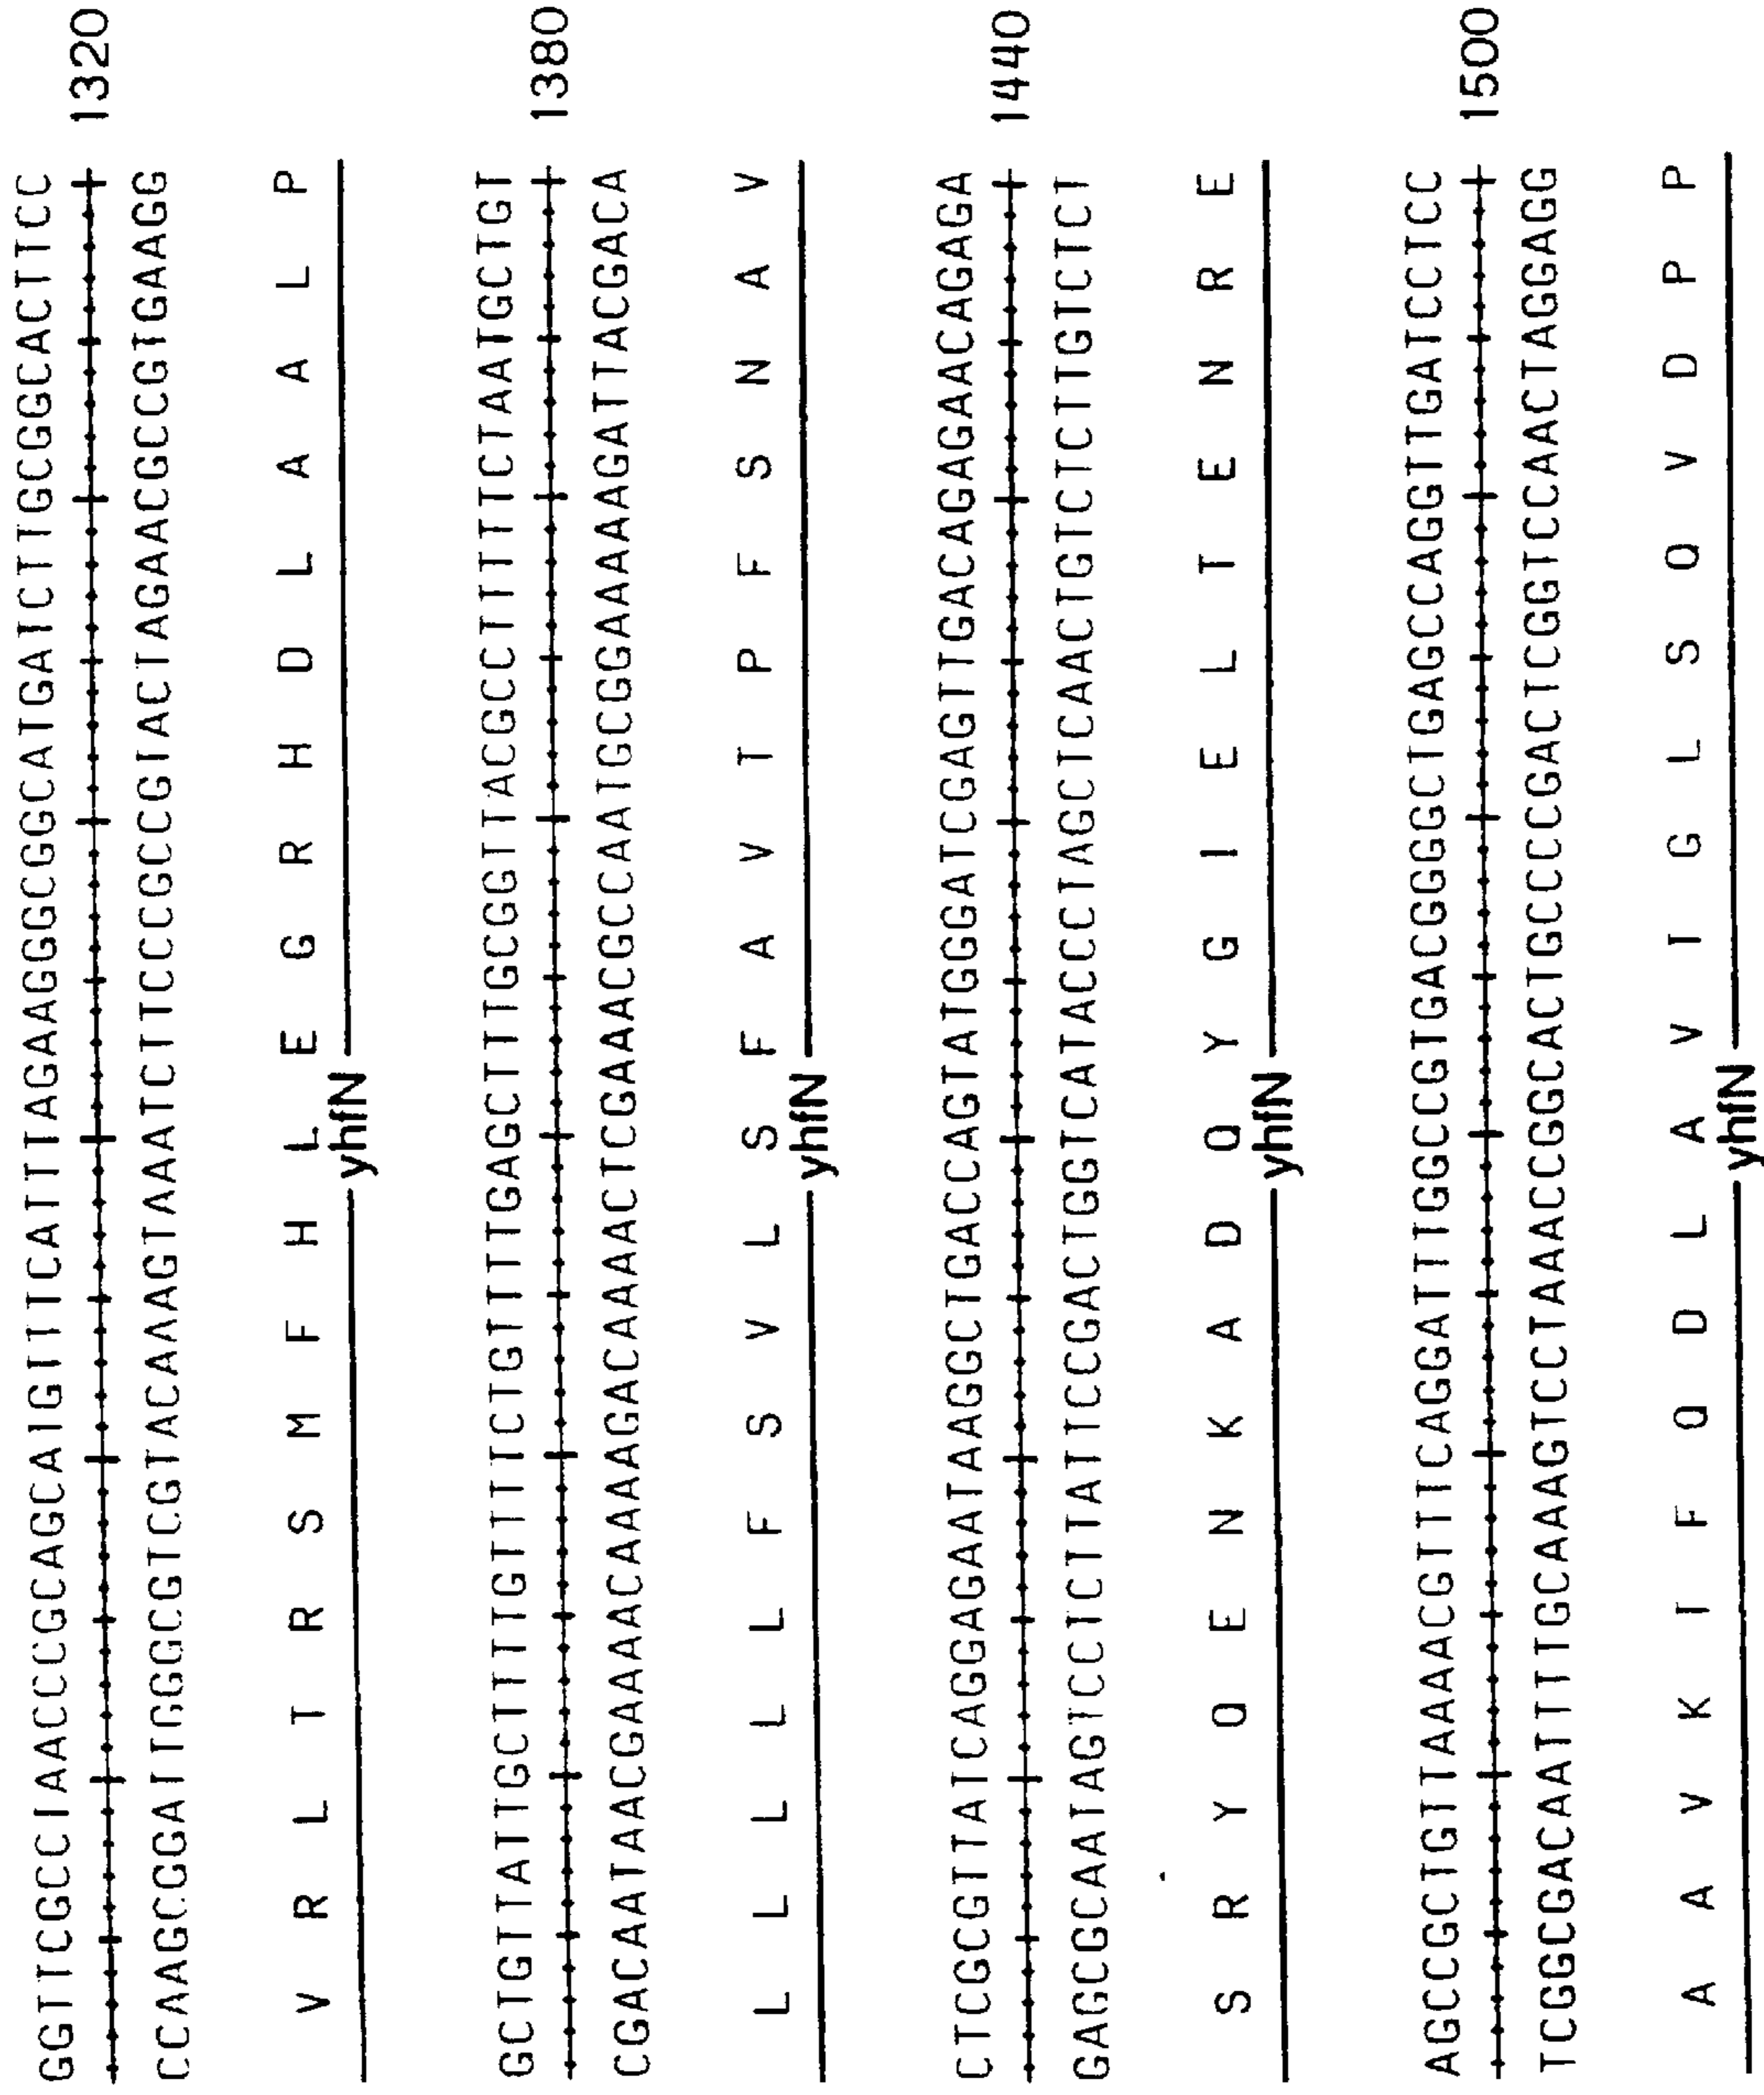 GGTTCGCCTAACCCGCAGCATGTTTCATTTAGAAGGGCGGCATGATCTTGCGGCACTTCC
1320
CCAAGCGGATTGGGCGTCGTACAAAGTAAATCTTCCCGCCGTACTAGAACGCCGTGAAGG
V R L T R S M F H L E G R H D L A A L P
yhfN
GCTGTTATTGCTTTTGTTTTCTGTTTTGAGCTTTGCGGTTACGCCTTTTTCTAATGCTGT
1380
CGACAATAACGAAAACAAAAGACAAAACTCGAAACGCCAATGCGGAAAAAGATTACGACA
L L L L L F S V L S F A V T P F S N A V
yhfN
CTCGCGTTATCAGGAGAATAAGGCTGACCAGTATGGGATCGAGTTGACAGAGAACAGAGA
1440
GAGCGCAATAGTCCTCTTATTCCGACTGGTCATACCCTAGCTCAACTGTCTCTTGTCTCT
S R Y Q E N K A D Q Y G I E L T E N R E
yhfN
AGCCGCTGTTAAAACGTTTCAGGATTTGGCCGTGACGGGGCTGAGCCAGGTTGATCCTCC
1500
TCGGCGACAATTTTGCAAAGTCCTAAACCGGCACTGCCCCGACTCGGTCCAACTAGGAGG
A A V K T F Q D L A V T G L S Q V D P P
yhfN